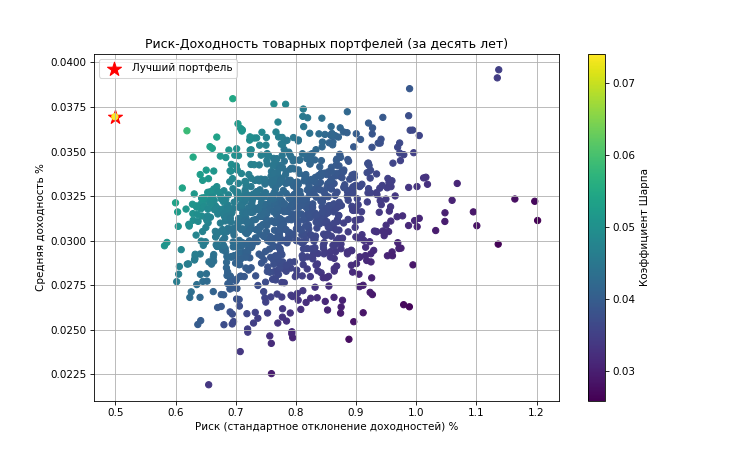 Риск-Доходность товарных портфелей (за десять лет)
Лучший портфель
Средняя доходность %
0.0400
0.0375
0.0350
0.0325
0.0300
0.0275
0.0250
0.0225
0.5 0.6 0.7 0.8 0.9 1.0 1.1 1.2
Риск (стандартное отклонение доходностей) %
0.07
0.06
0.05
0.04
0.03
Коэффициент Шарпа